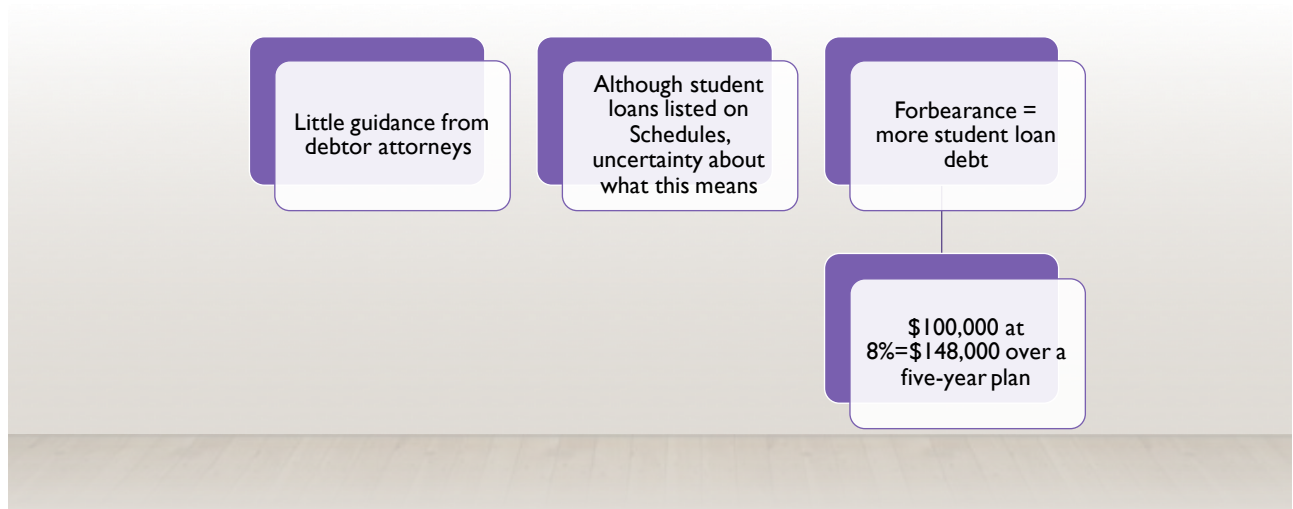 Little guidance from
debtor attorneys
Although student
loans listed on
Schedules,
uncertainty about
what this means
Forbearance =
more student loan
debt
$100,000 at
8%=$148,000 over a
five-year plan